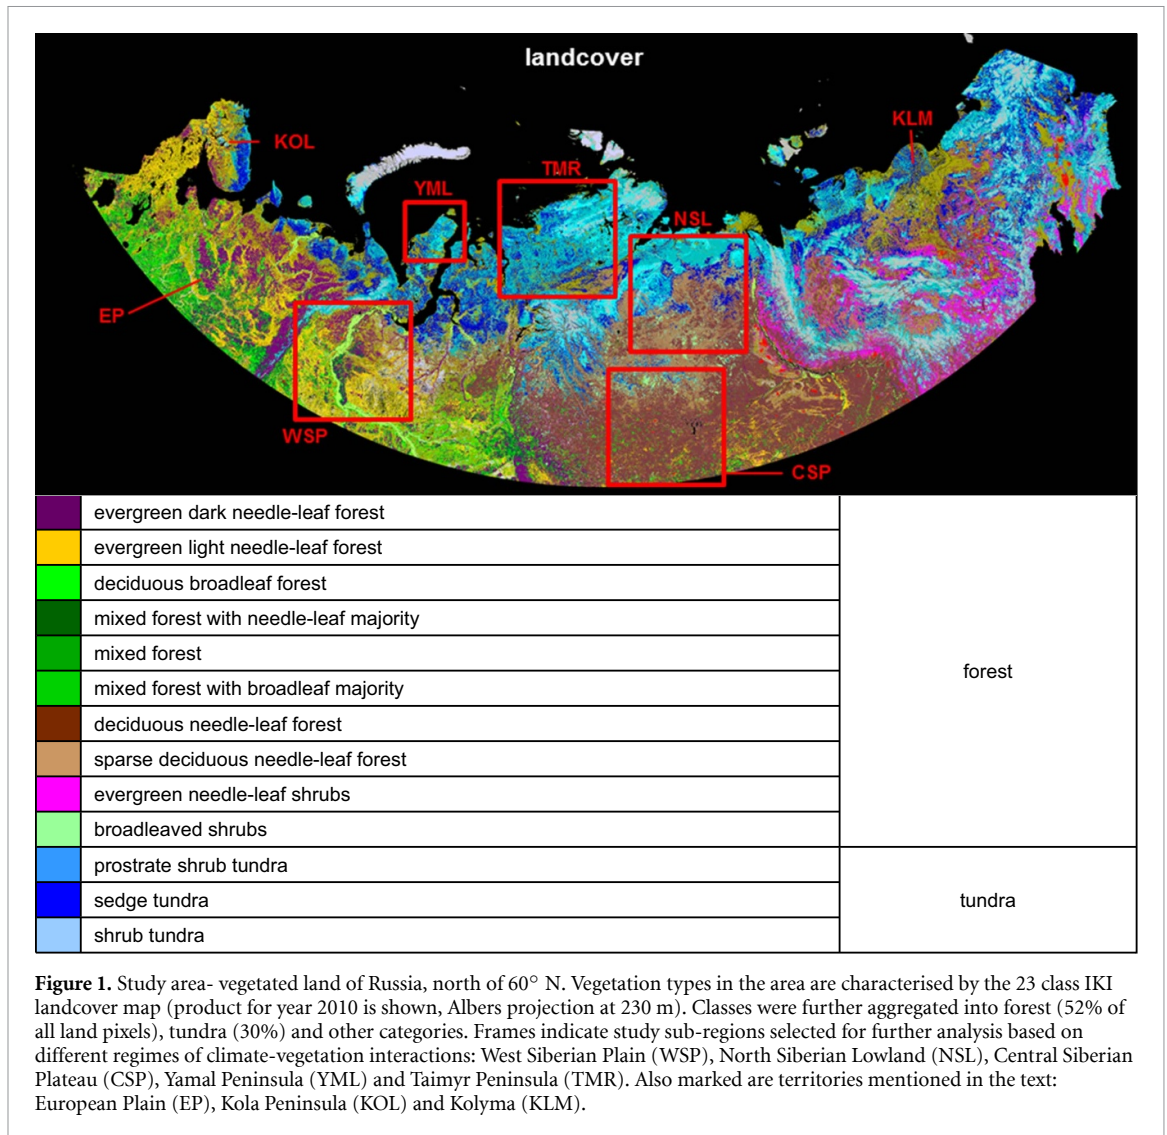 landcover
KOL
KLM
TMR
YML
NSL
EP
WSP
CSP
evergreen dark needle-leaf forest
evergreen light needle-leaf forest
deciduous broadleaf forest
mixed forest with needle-leaf majority
mixed forest
mixed forest with broadleaf majority
deciduous needle-leaf forest
sparse deciduous needle-leaf forest
evergreen needle-leaf shrubs
broadleaved shrubs
forest
prostrate shrub tundra
sedge tundra
shrub tundra
tundra
Figure 1. Study area- vegetated land of Russia, north of 60° N. Vegetation types in the area are characterised by the 23 class IKI
landcover map (product for year 2010 is shown, Albers projection at 230 m). Classes were further aggregated into forest (52% of
all land pixels), tundra (30%) and other categories. Frames indicate study sub-regions selected for further analysis based on
different regimes of climate-vegetation interactions: West Siberian Plain (WSP), North Siberian Lowland (NSL), Central Siberian
Plateau (CSP), Yamal Peninsula (YML) and Taimyr Peninsula (TMR). Also marked are territories mentioned in the text:
European Plain (EP), Kola Peninsula (KOL) and Kolyma (KLM).